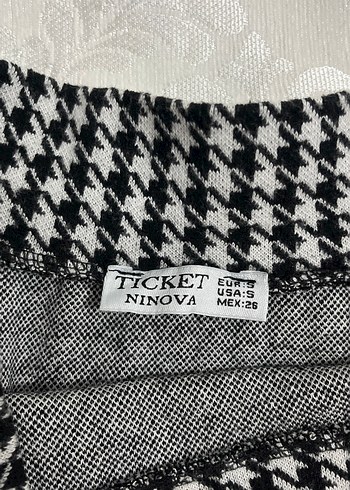 TICKET
NINOVA
EUR:S
USA:S
MEX:26